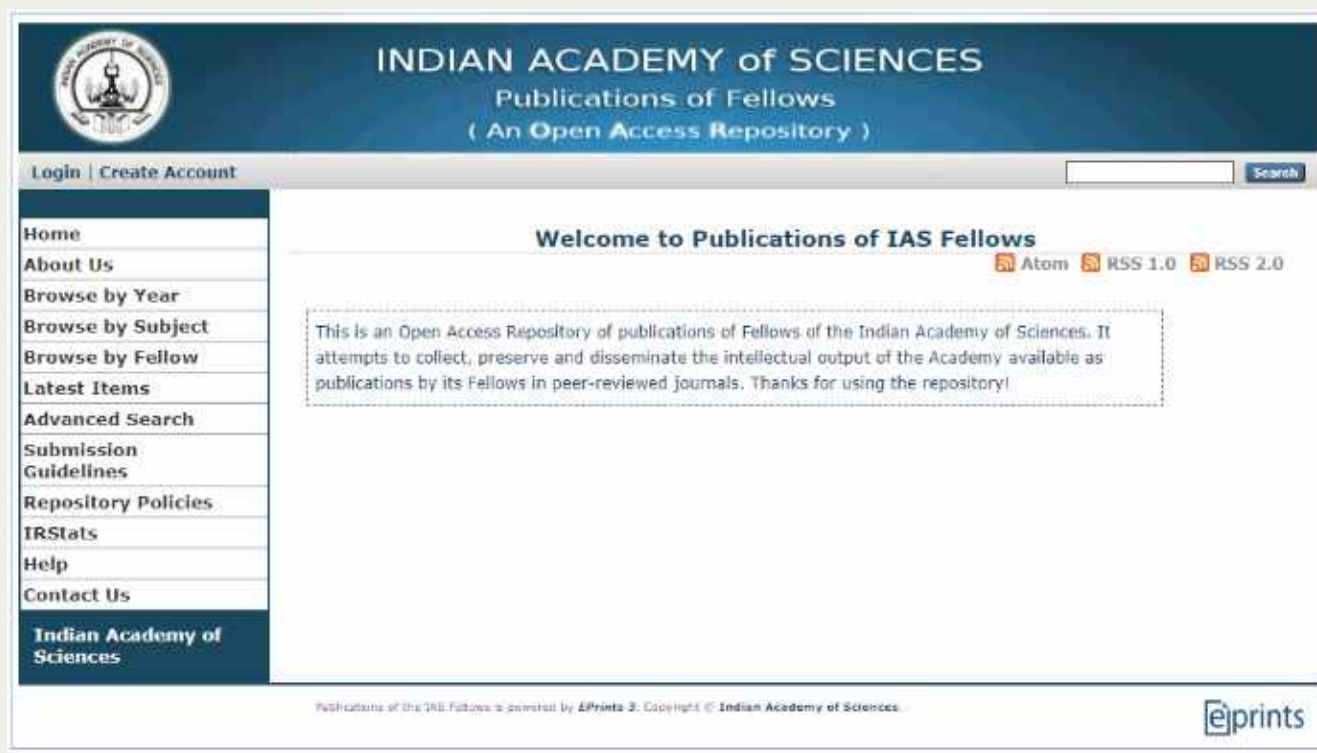 INDIAN ACADEMY OF SCIENCES
INDIAN ACADEMY of SCIENCES
Publications of Fellows
( An Open Access Repository )
Login | Create Account
Search
Home
About Us
Browse by Year
Browse by Subject
Browse by Fellow
Latest Items
Advanced Search
Submission
Guidelines
Repository Policies
IRStats
Help
Contact Us
Indian Academy of
Sciences
Welcome to Publications of IAS Fellows
Atom RSS 1.0 RSS 2.0
This is an Open Access Repository of publications of Fellows of the Indian Academy of Sciences. It
attempts to collect, preserve and disseminate the intellectual output of the Academy available as
publications by its Fellows in peer-reviewed journals. Thanks for using the repository!
Publications of the IAS Fellows is powered by EPrints 3. Copyright © Indian Academy of Sciences.
eprints